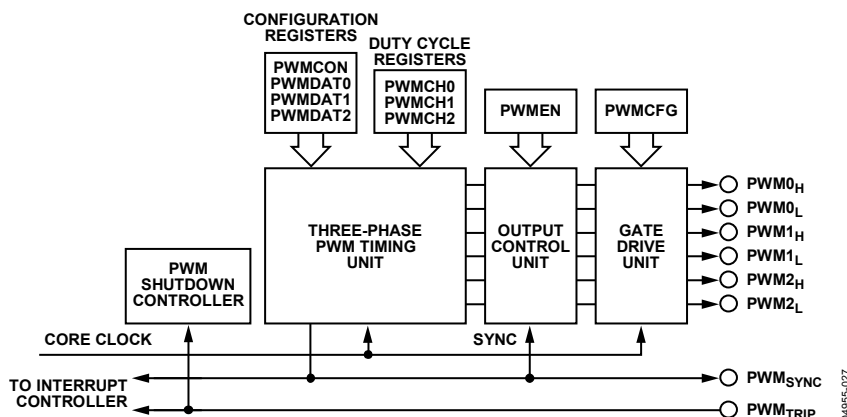 CONFIGURATION
REGISTERS
DUTY CYCLE
REGISTERS
PWMCON
PWMDAT0
PWMDAT1
PWMDAT2
PWMCH0
PWMCH1
PWMCH2
PWMEN
PWMCFG
THREE-PHASE
PWM TIMING
UNIT
OUTPUT
CONTROL
UNIT
GATE
DRIVE
UNIT
PWM0H
PWM0L
PWM1H
PWM1L
PWM2H
PWM2L
PWM
SHUTDOWN
CONTROLLER
CORE CLOCK
SYNC
TO INTERRUPT
CONTROLLER
PWMSYNC
PWMTRIP
04955-027